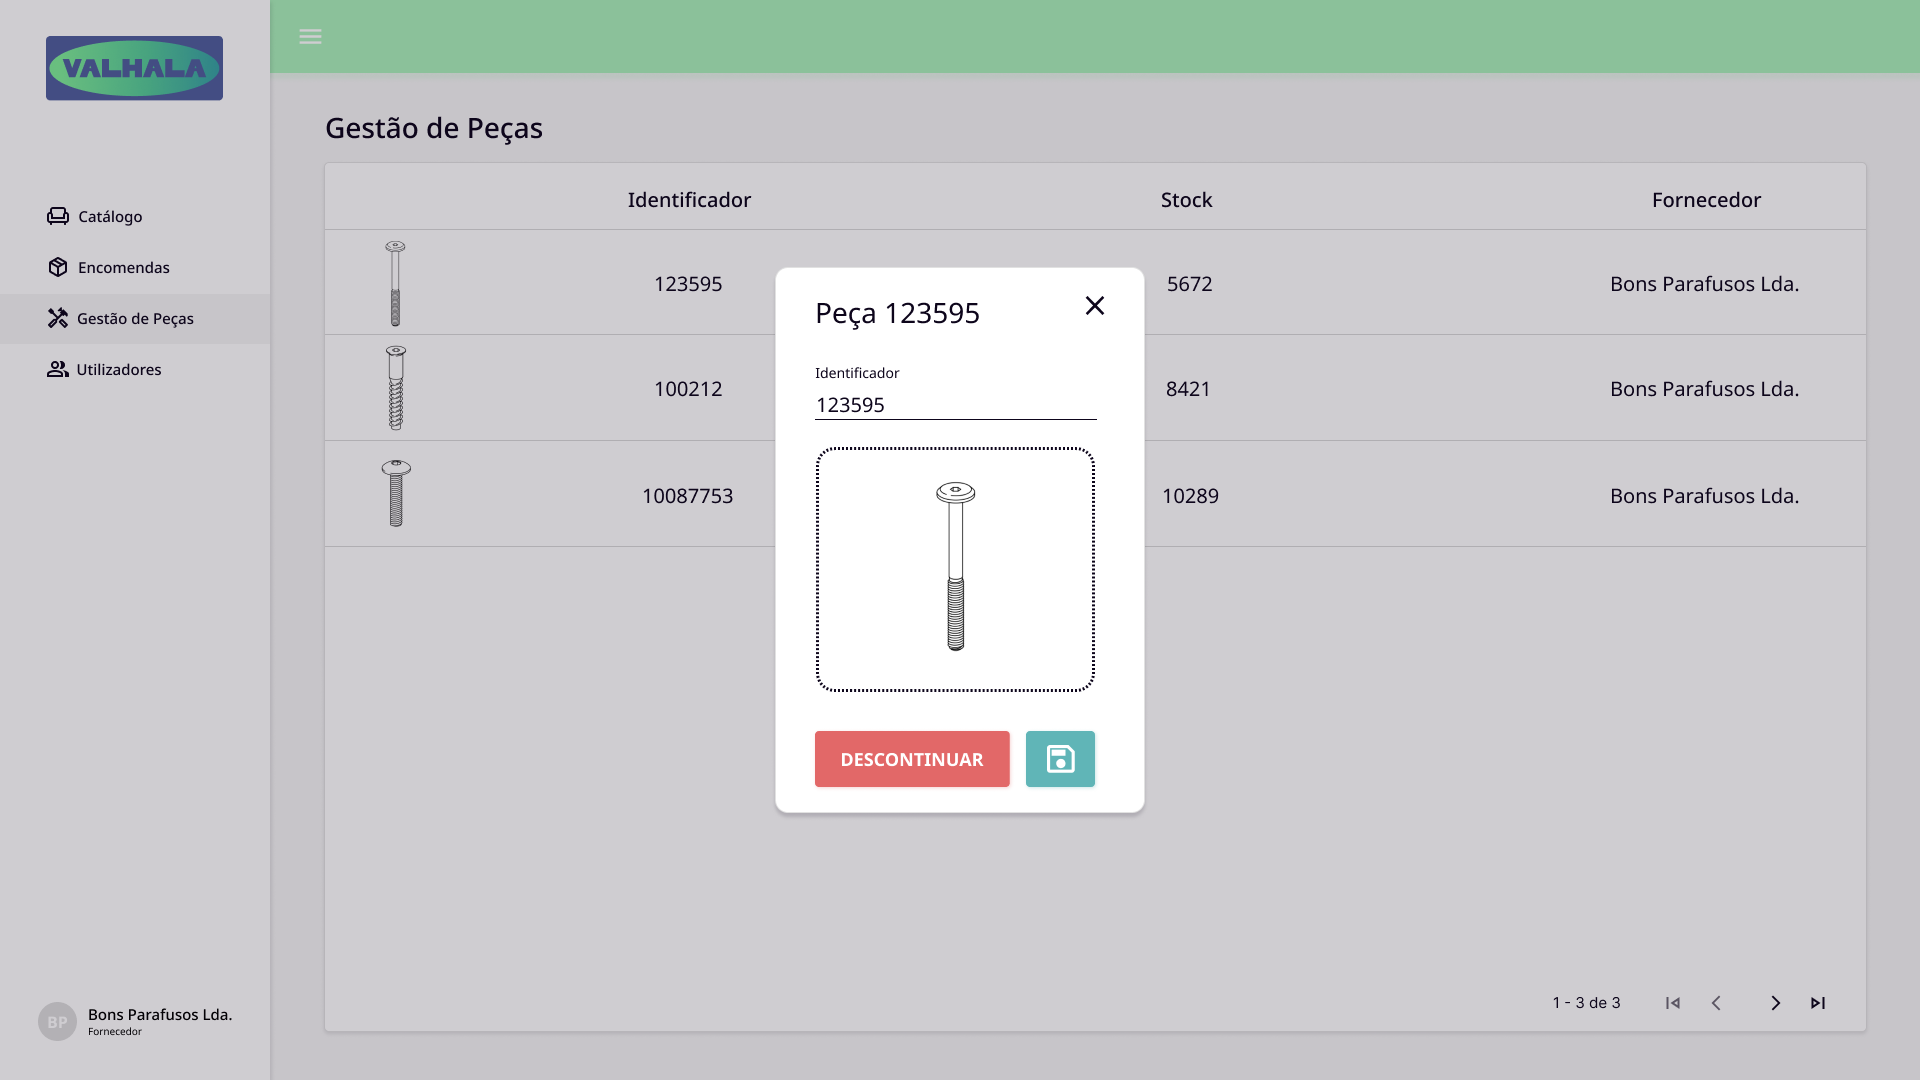 VALHALA
Catálogo
Encomendas
Gestão de Peças
Utilizadores
BP
Bons Parafusos Lda.
Fornecedor
Gestão de Peças
Identificador Stock Fornecedor
123595 5672 Bons Parafusos Lda.
100212 8421 Bons Parafusos Lda.
10087753 10289 Bons Parafusos Lda.
1 - 3 de 3
Peça 123595
Identificador
123595
DESCONTINUAR